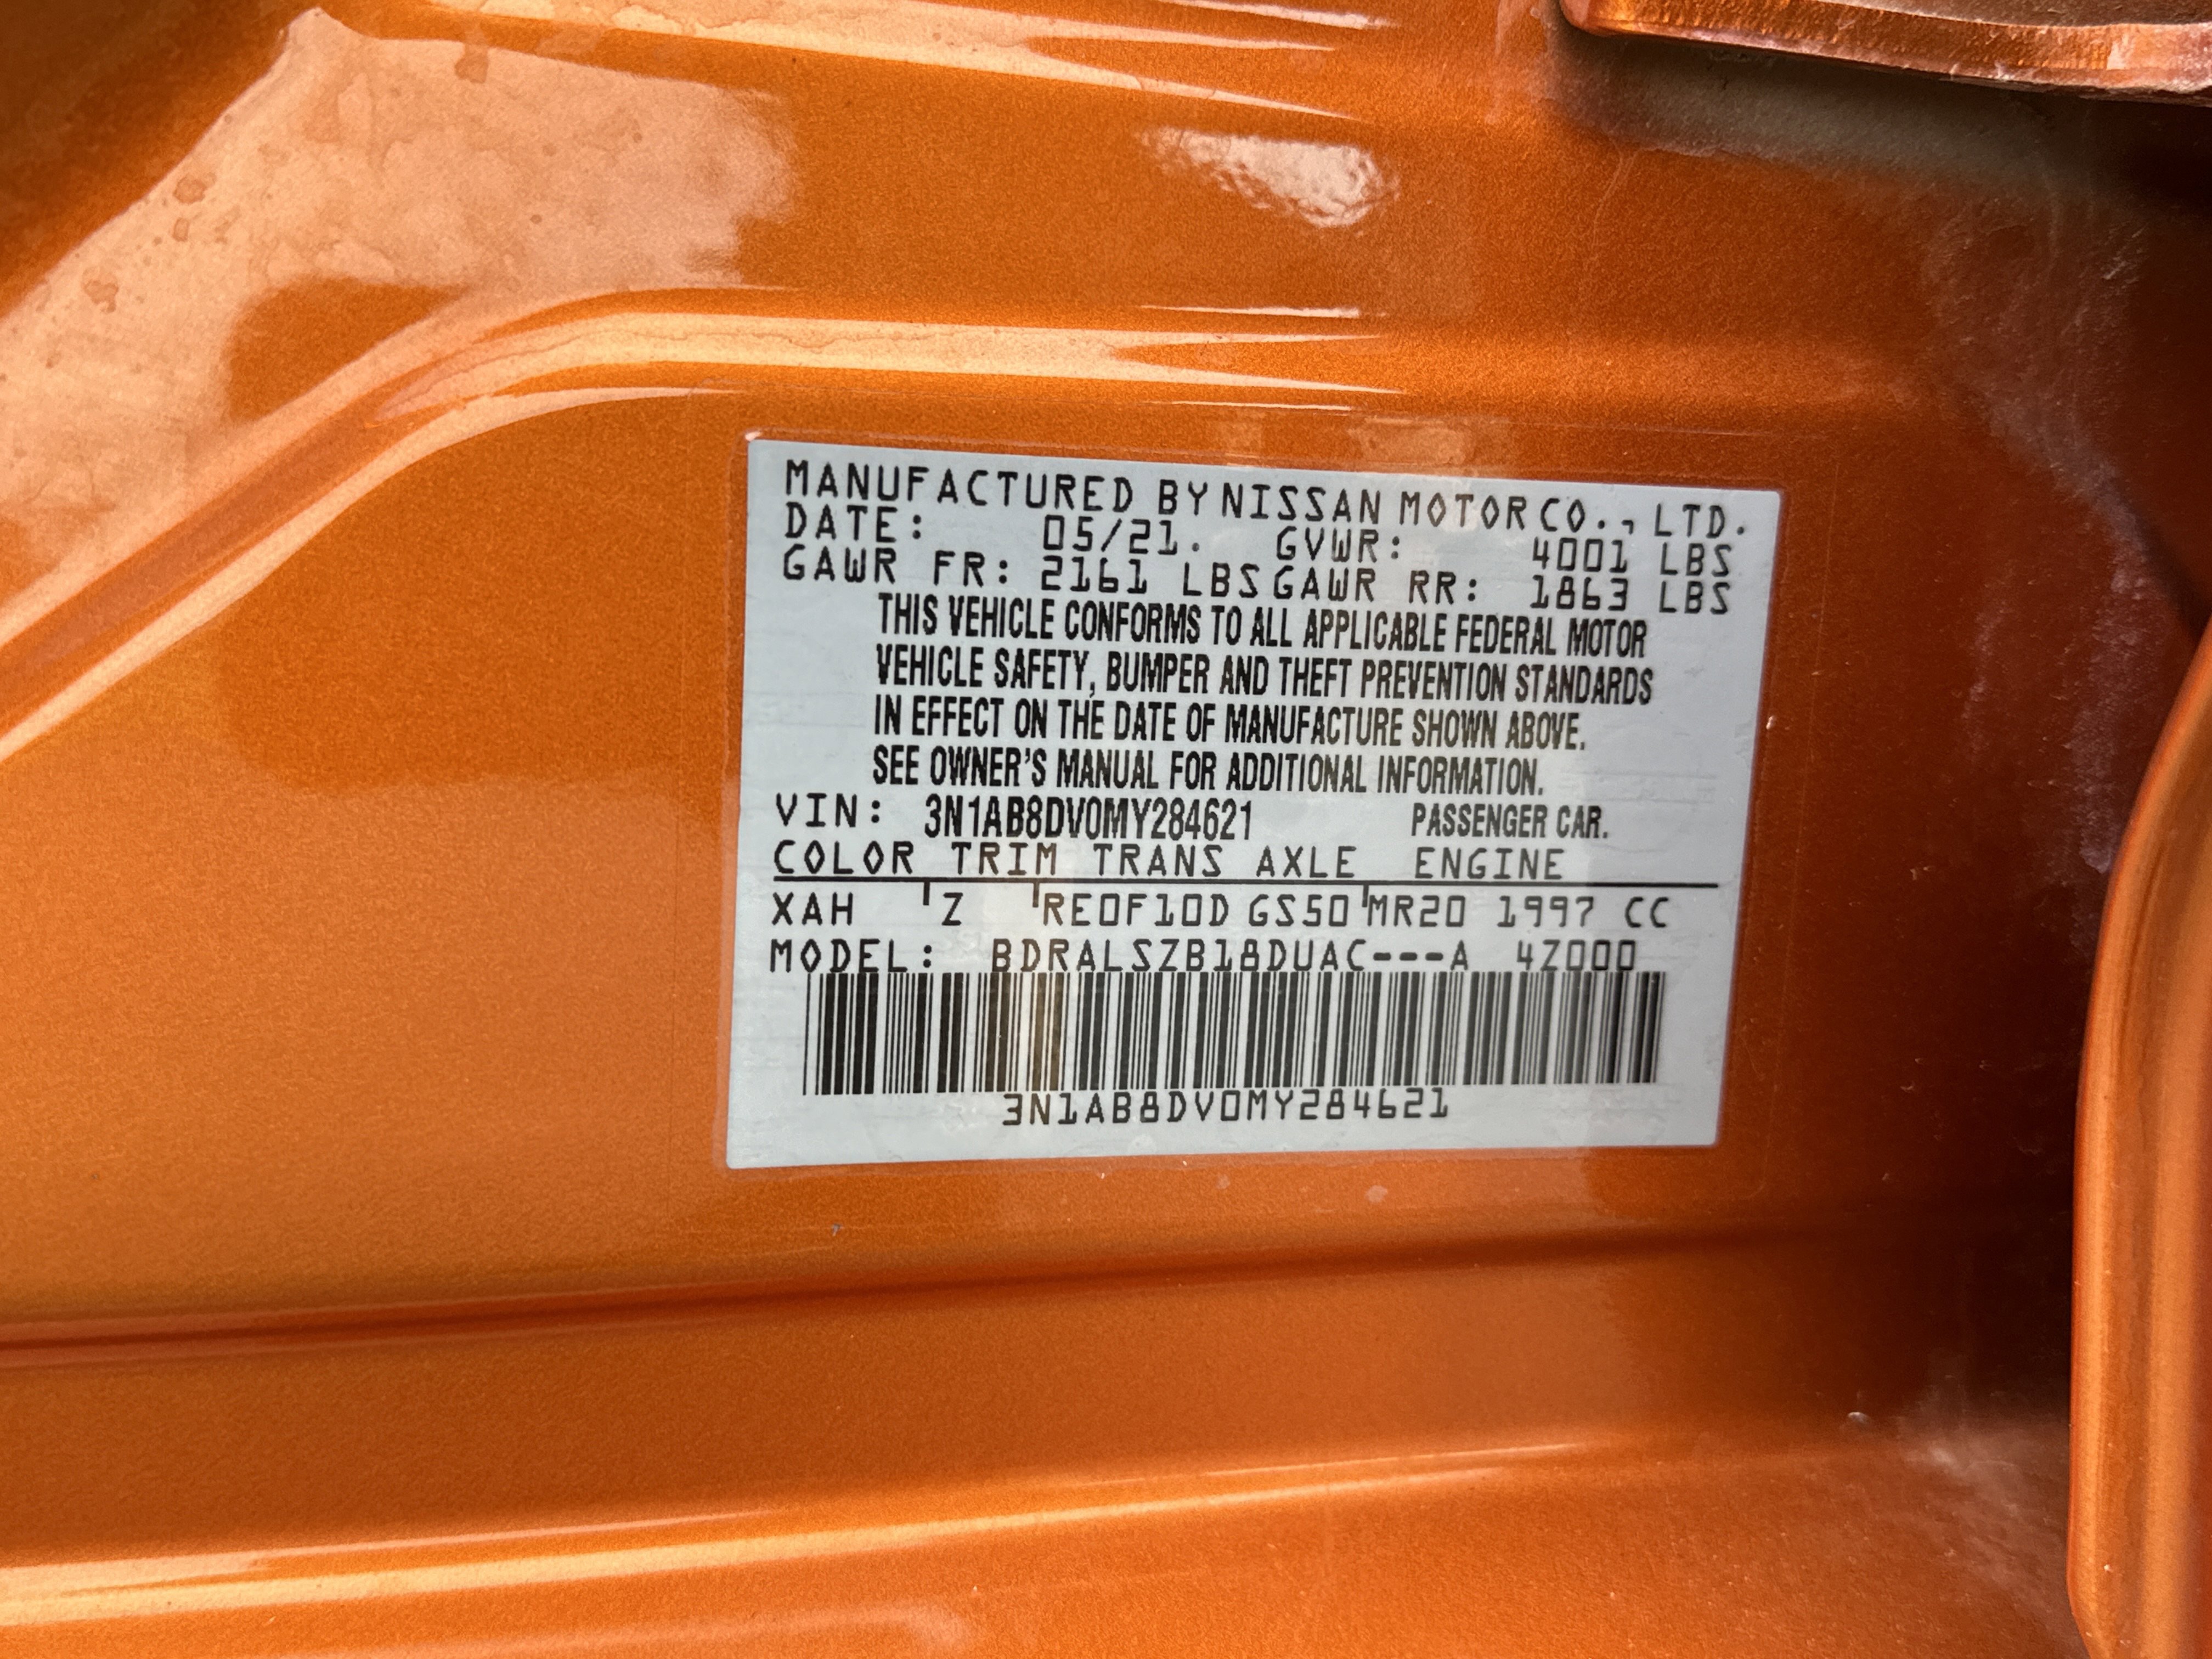 MANUFACTURED BY NISSAN MOTOR CO., LTD.
DATE: 05/21. GVWR: 4001 LBS
GAWR FR: 2161 LBS GAWR RR: 1863 LBS
THIS VEHICLE CONFORMS TO ALL APPLICABLE FEDERAL MOTOR
VEHICLE SAFETY, BUMPER AND THEFT PREVENTION STANDARDS
IN EFFECT ON THE DATE OF MANUFACTURE SHOWN ABOVE.
SEE OWNER'S MANUAL FOR ADDITIONAL INFORMATION.
VIN: 3N1AB8DV0MY284621 PASSENGER CAR.
COLOR TRIM TRANS AXLE ENGINE
XAH Z RE0F10D GS50 MR20 1997 CC
MODEL: BDRALSZB18DUAC---A 4Z000
3N1AB8DV0MY284621